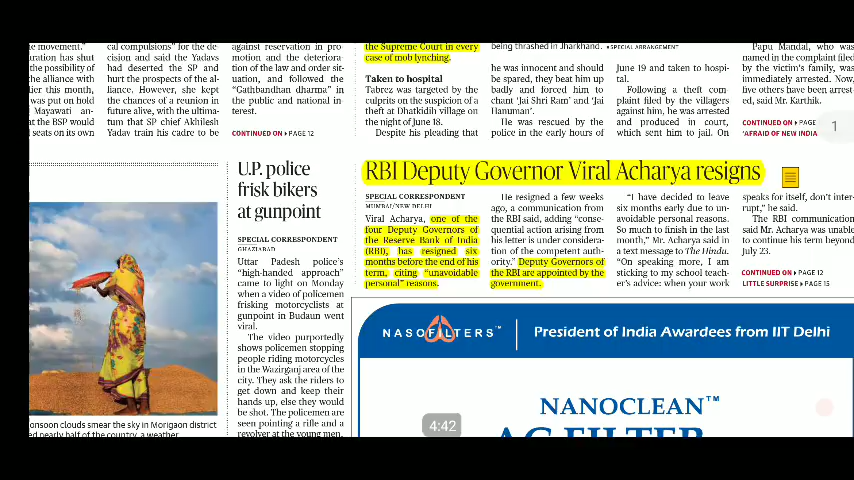 le movement."
uration has shut
the possibility of
the alliance with
lier this month,
was put on hold
Mayawati an-
at the BSP would
seats on its own
cal compulsions" for the de-
cision and said the Yadavs
had deserted the SP and
hurt the prospects of the al-
liance. However, she kept
the chances of a reunion in
future alive, with the ultima-
tum that SP chief Akhilesh
Yadav train his cadre to be
against reservation in pro-
motion and the deteriora-
tion of the law and order sit-
uation, and followed the
"Gathbandhan dharma" in
the public and national in-
terest.
CONTINUED ON ▸ PAGE 12
the Supreme Court in every
case of mob lynching.
Taken to hospital
Tabrez was targeted by the
culprits on the suspicion of a
theft at Dhatkidih village on
the night of June 18.
Despite his pleading that
being thrashed in Jharkhand. ▪ SPECIAL ARRANGEMENT
he was innocent and should
be spared, they beat him up
badly and forced him to
chant 'Jai Shri Ram' and 'Jai
Hanuman'.
He was rescued by the
police in the early hours of
June 19 and taken to hospi-
tal.
Following a theft com-
plaint filed by the villagers
against him, he was arrested
and produced in court,
which sent him to jail. On
Papu Mandal, who was
named in the complaint filed
by the victim's family, was
immediately arrested. Now,
five others have been arrest-
ed, said Mr. Karthik.
CONTINUED ON ▸ PAGE
'AFRAID OF NEW INDIA
1
U.P. police
frisk bikers
at gunpoint
SPECIAL CORRESPONDENT
GHAZIABAD
Uttar Padesh police's
"high-handed approach"
came to light on Monday
when a video of policemen
frisking motorcyclists at
gunpoint in Budaun went
viral.
The video purportedly
shows policemen stopping
people riding motorcycles
in the Wazirganj area of the
city. They ask the riders to
get down and keep their
hands up, else they would
be shot. The policemen are
seen pointing a rifle and a
revolver at the young men,
RBI Deputy Governor Viral Acharya resigns
SPECIAL CORRESPONDENT
MUMBAI/NEW DELHI
Viral Acharya, one of the
four Deputy Governors of
the Reserve Bank of India
(RBI), has resigned six
months before the end of his
term, citing "unavoidable
personal" reasons.
He resigned a few weeks
ago, a communication from
the RBI said, adding "conse-
quential action arising from
his letter is under considera-
tion of the competent auth-
ority." Deputy Governors of
the RBI are appointed by the
government.
"I have decided to leave
six months early due to un-
avoidable personal reasons.
So much to finish in the last
month," Mr. Acharya said in
a text message to The Hindu.
"On speaking more, I am
sticking to my school teach-
er's advice: when your work
speaks for itself, don't inter-
rupt," he said.
The RBI communication
said Mr. Acharya was unable
to continue his term beyond
July 23.
CONTINUED ON ▸ PAGE 12
LITTLE SURPRISE ▸ PAGE 15
onsoon clouds smear the sky in Morigaon district
ed nearly half of the country, a weather
NASOFILTERS™
President of India Awardees from IIT Delhi
NANOCLEAN™
AC FILTER
4:42